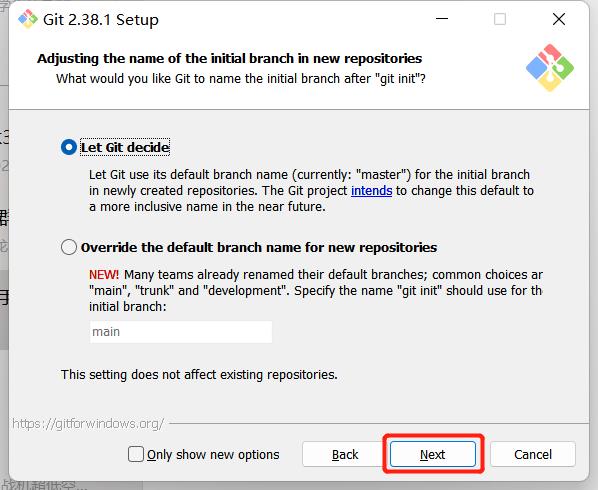 Git 2.38.1 Setup
Adjusting the name of the initial branch in new repositories
What would you like Git to name the initial branch after "git init"?
Let Git decide
Let Git use its default branch name (currently: "master") for the initial branch
in newly created repositories. The Git project intends to change this default to
a more inclusive name in the near future.
Override the default branch name for new repositories
NEW! Many teams already renamed their default branches; common choices ar
"main", "trunk" and "development". Specify the name "git init" should use for the
initial branch:
main
This setting does not affect existing repositories.
https://gitforwindows.org/
Only show new options
Back
Next
Cancel
战机超低空...